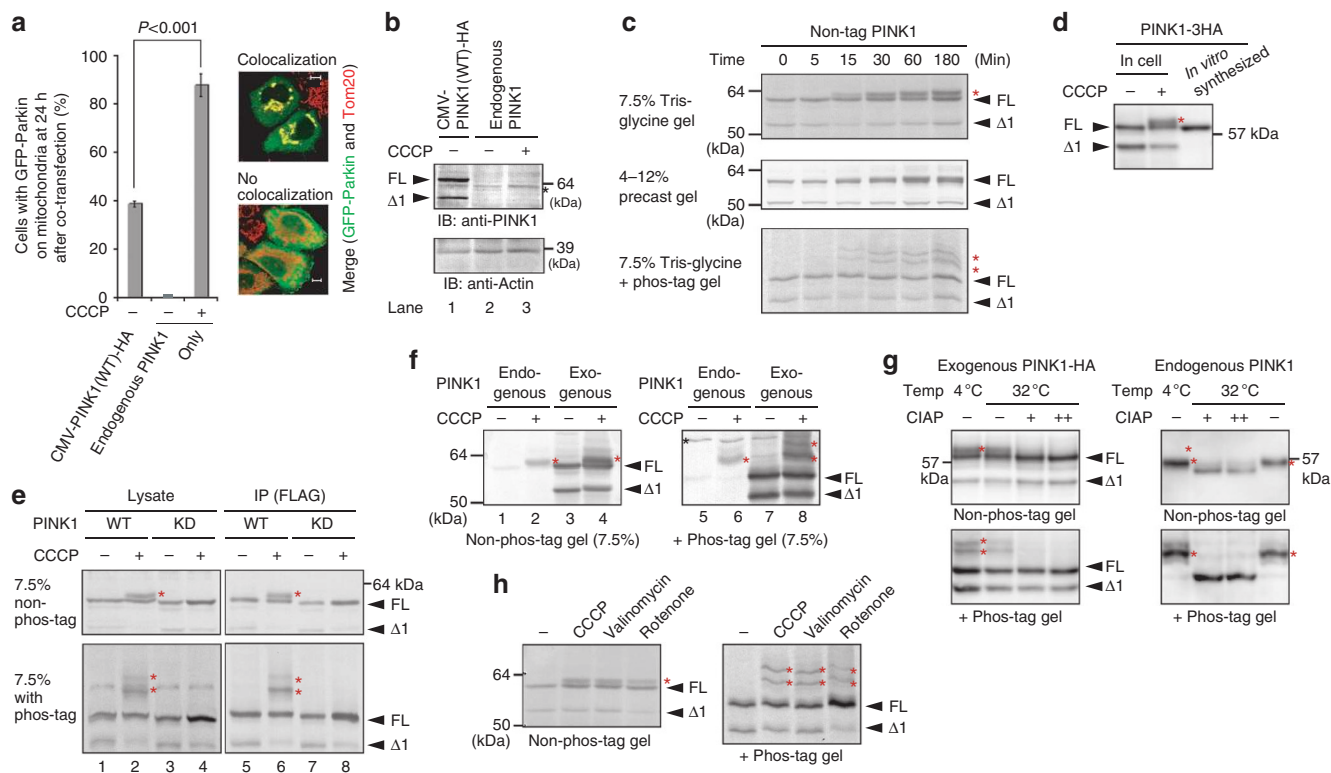 a
P<0.001
Cells with GFP-Parkin
on mitochondria at 24 h
after co-transfection (%)
100
80
60
40
20
0
CCCP
– – +
CMV-PINK1(WT)-HA
Endogenous PINK1
Only
Colocalization
No
colocalization
Merge (GFP-Parkin and Tom20)
b
CMV-
PINK1(WT)-HA
Endogenous
PINK1
CCCP – +
FL
Δ1
64
*
(kDa)
IB: anti-PINK1
39
(kDa)
IB: anti-Actin
Lane 1 2 3
c
Non-tag PINK1
Time 0 5 15 30 60 180 (Min)
7.5% Tris-
glycine gel
64
50
(kDa)
*
FL
Δ1
4–12%
precast gel
64
50
(kDa)
FL
Δ1
7.5% Tris-glycine
+ phos-tag gel
*
*
FL
Δ1
d
PINK1-3HA
In cell
In vitro
synthesized
CCCP – +
FL
Δ1
*
57 kDa
e
Lysate IP (FLAG)
PINK1 WT KD WT KD
CCCP – + – + – + – +
7.5%
non-
phos-tag
* *
64 kDa
FL
Δ1
7.5%
with
phos-tag
* *
* *
FL
Δ1
1 2 3 4 5 6 7 8
f
PINK1 Endo-
genous Exo-
genous
PINK1 Endo-
genous Exo-
genous
CCCP – + – +
CCCP – + – +
64
50
(kDa)
* *
FL
Δ1
* * *
*
FL
Δ1
1 2 3 4
5 6 7 8
Non-phos-tag gel (7.5%)
+ Phos-tag gel (7.5%)
g
Exogenous PINK1-HA
Temp 4 °C 32 °C
CIAP – – + ++
57
kDa
*
FL
Δ1
Non-phos-tag gel
*
*
FL
Δ1
+ Phos-tag gel
Endogenous PINK1
Temp 4 °C 32 °C
CIAP – + ++ –
*
* *
57
kDa
Non-phos-tag gel
*
* *
+ Phos-tag gel
h
– CCCP Valinomycin Rotenone
64
50
(kDa)
*
FL
Δ1
Non-phos-tag gel
– CCCP Valinomycin Rotenone
* * *
* * *
FL
Δ1
+ Phos-tag gel